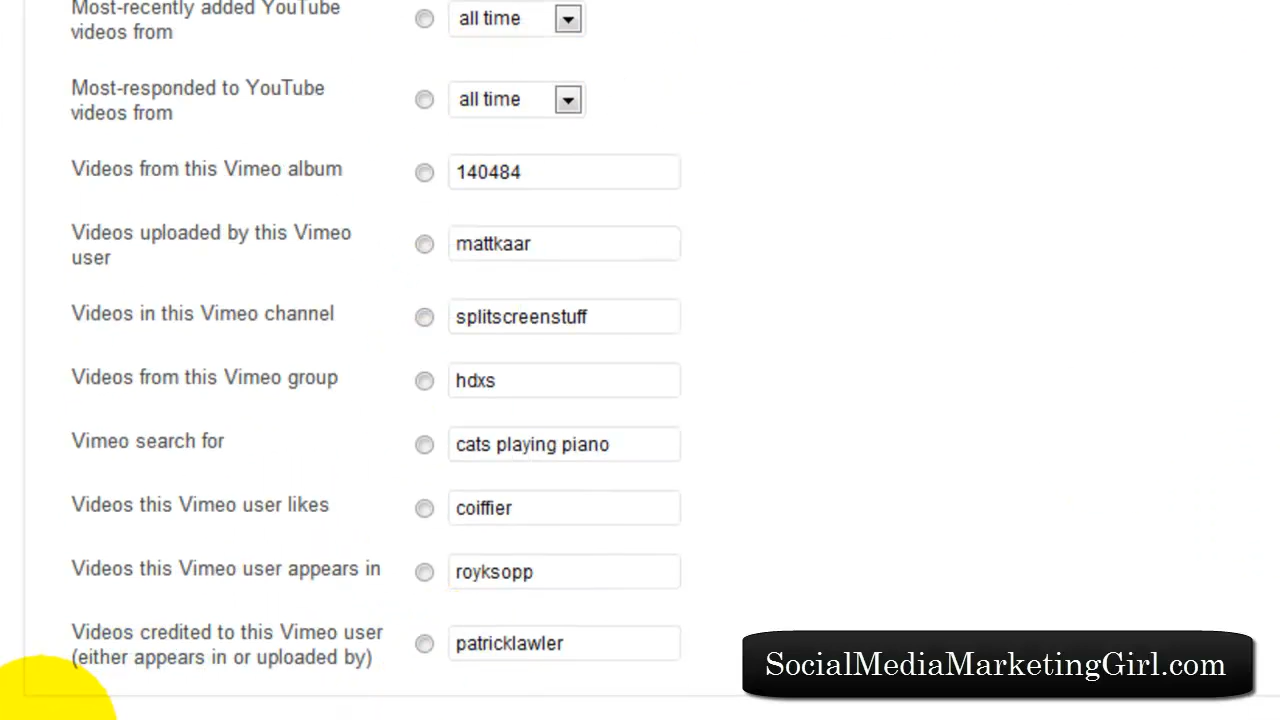 Most-recently added YouTube
videos from
all time
Most-responded to YouTube
videos from
all time
Videos from this Vimeo album
140484
Videos uploaded by this Vimeo
user
mattkaar
Videos in this Vimeo channel
splitscreenstuff
Videos from this Vimeo group
hdxs
Vimeo search for
cats playing piano
Videos this Vimeo user likes
coiffier
Videos this Vimeo user appears in
royksopp
Videos credited to this Vimeo user
(either appears in or uploaded by)
patricklawler
SocialMediaMarketingGirl.com